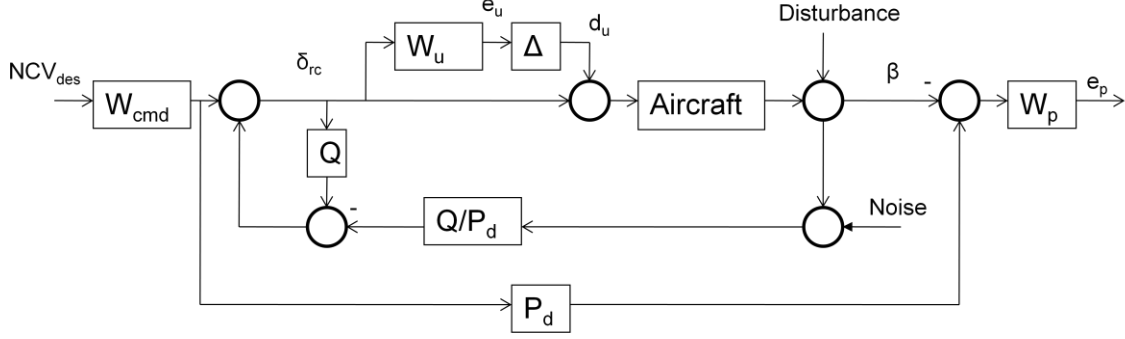 Disturbance
e_u
d_u
W_u
Δ
NCV_des
δ_rc
β
-
e_p
W_cmd
Aircraft
W_p
Q
-
Q/P_d
Noise
P_d